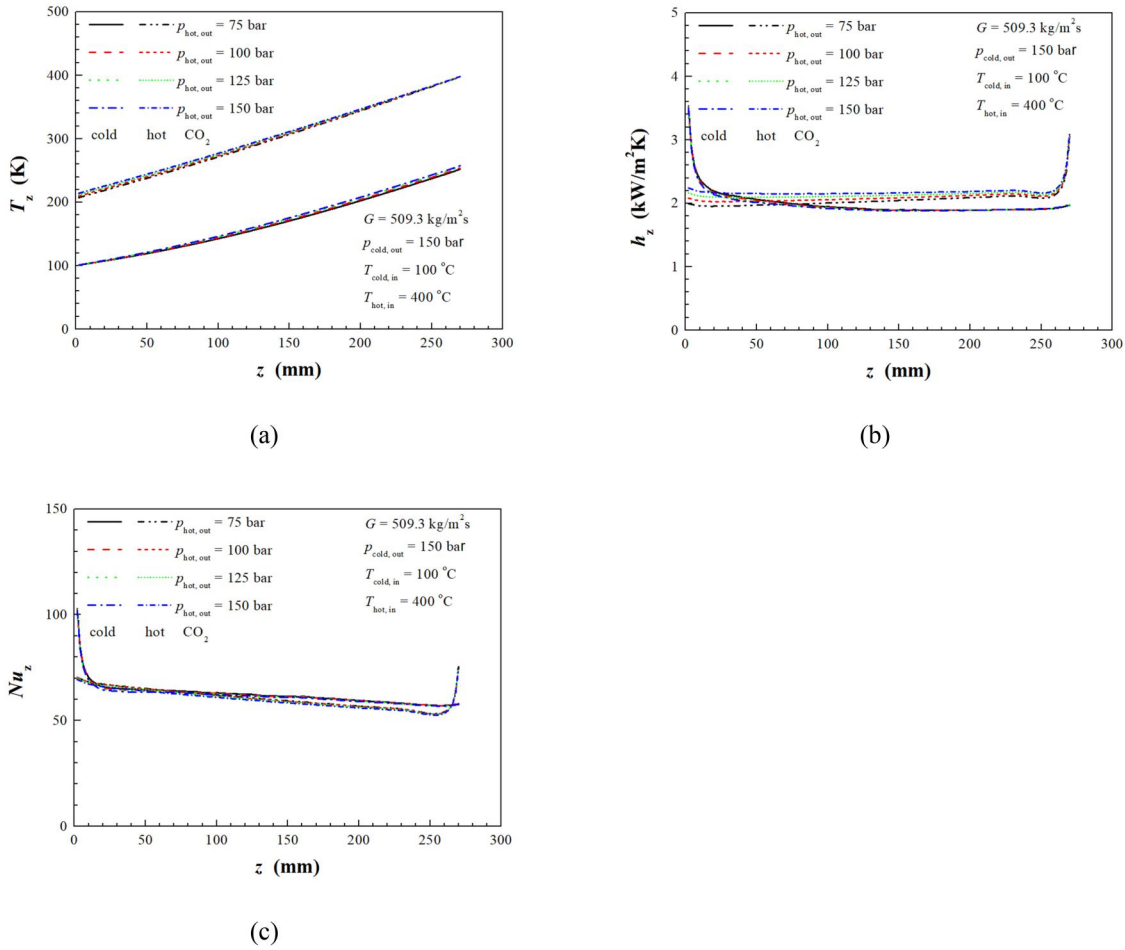 500
400
300
200
100
0
T_z (K)
p_hot, out = 75 bar
p_hot, out = 100 bar
p_hot, out = 125 bar
p_hot, out = 150 bar
cold hot CO₂
G = 509.3 kg/m²s
p_cold, out = 150 bar
T_cold, in = 100 °C
T_hot, in = 400 °C
0 50 100 150 200 250 300
z (mm)
(a)
5
4
3
2
1
0
h_z (kW/m²K)
p_hot, out = 75 bar
p_hot, out = 100 bar
p_hot, out = 125 bar
p_hot, out = 150 bar
cold hot CO₂
G = 509.3 kg/m²s
p_cold, out = 150 bar
T_cold, in = 100 °C
T_hot, in = 400 °C
0 50 100 150 200 250 300
z (mm)
(b)
150
100
50
0
Nu_z
p_hot, out = 75 bar
p_hot, out = 100 bar
p_hot, out = 125 bar
p_hot, out = 150 bar
cold hot CO₂
G = 509.3 kg/m²s
p_cold, out = 150 bar
T_cold, in = 100 °C
T_hot, in = 400 °C
0 50 100 150 200 250 300
z (mm)
(c)